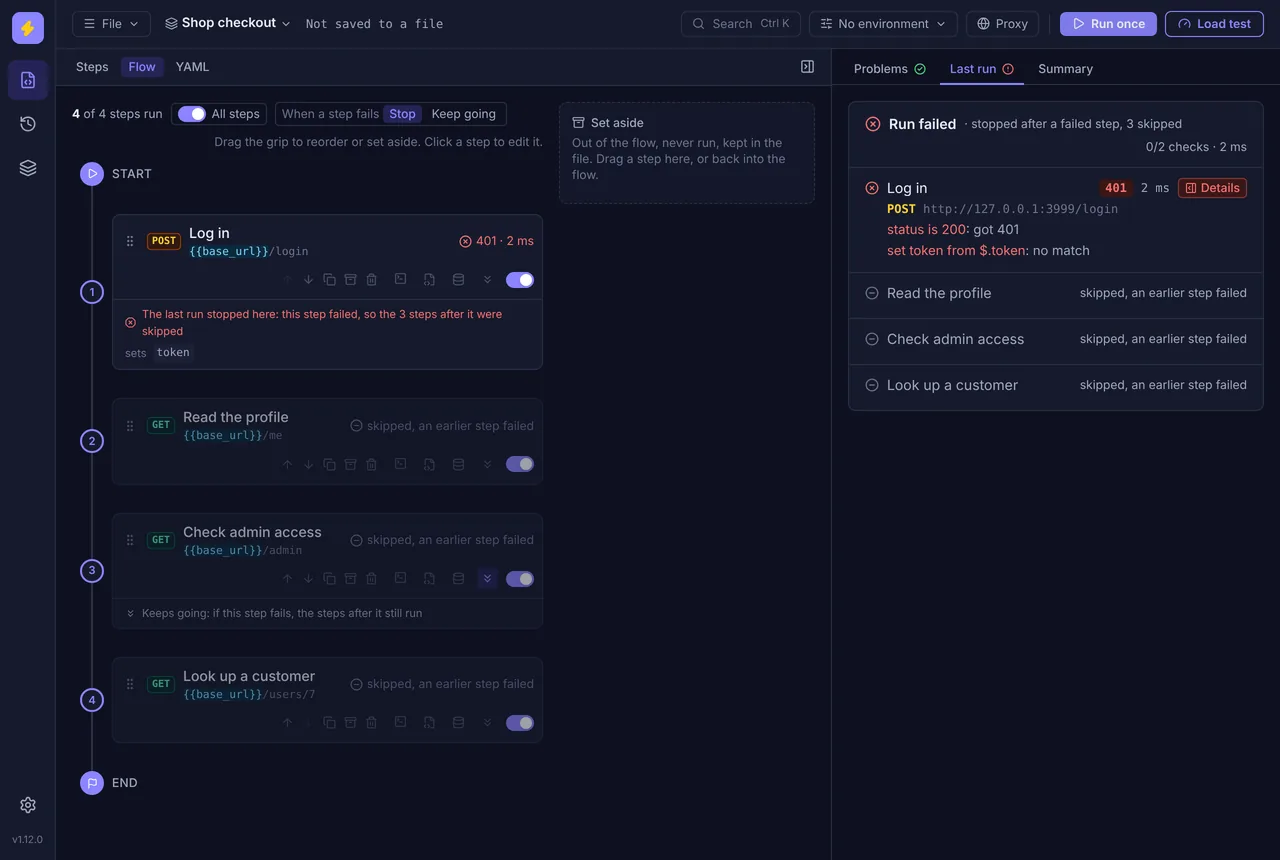 File
Shop checkout
Not saved to a file
Search Ctrl K
No environment
Proxy
Run once
Load test
Steps
Flow
YAML
4 of 4 steps run
All steps
When a step fails Stop Keep going
Drag the grip to reorder or set aside. Click a step to edit it.
Set aside
Out of the flow, never run, kept in the
file. Drag a step here, or back into the
flow.
START
1
POST
Log in
{{base_url}}/login
401 · 2 ms
The last run stopped here: this step failed, so the 3 steps after it were
skipped
sets token
2
GET
Read the profile
{{base_url}}/me
skipped, an earlier step failed
3
GET
Check admin access
{{base_url}}/admin
skipped, an earlier step failed
Keeps going: if this step fails, the steps after it still run
4
GET
Look up a customer
{{base_url}}/users/7
skipped, an earlier step failed
END
v1.12.0
Problems
Last run
Summary
Run failed · stopped after a failed step, 3 skipped
0/2 checks · 2 ms
Log in 401 2 ms Details
POST http://127.0.0.1:3999/login
status is 200: got 401
set token from $.token: no match
Read the profile skipped, an earlier step failed
Check admin access skipped, an earlier step failed
Look up a customer skipped, an earlier step failed